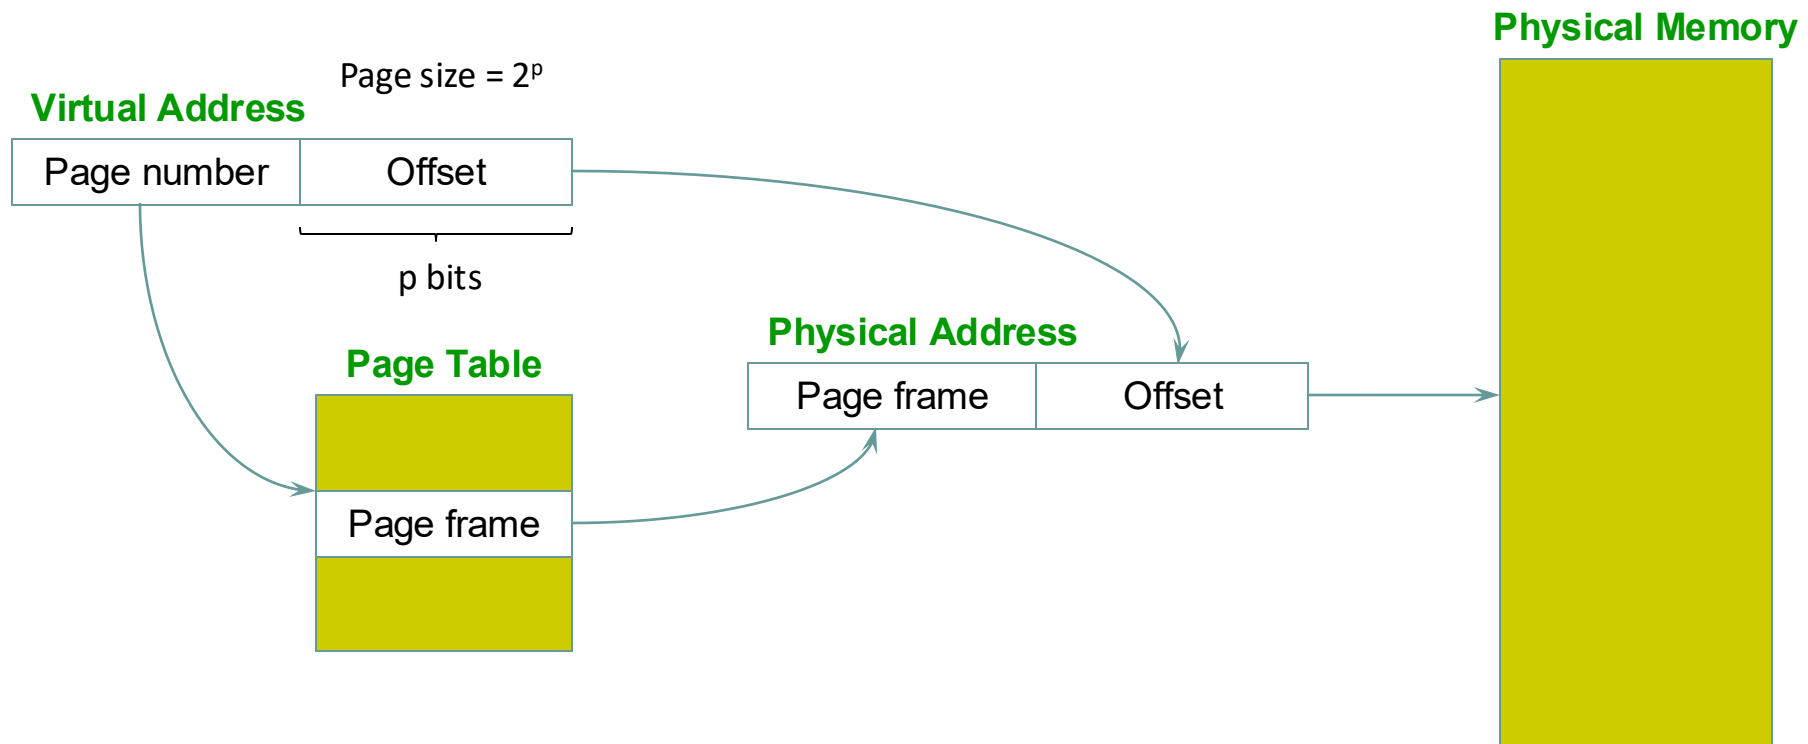 Physical Memory
Page size = 2ᵖ
Virtual Address
Page number
Offset
p bits
Physical Address
Page Table
Page frame
Offset
Page frame